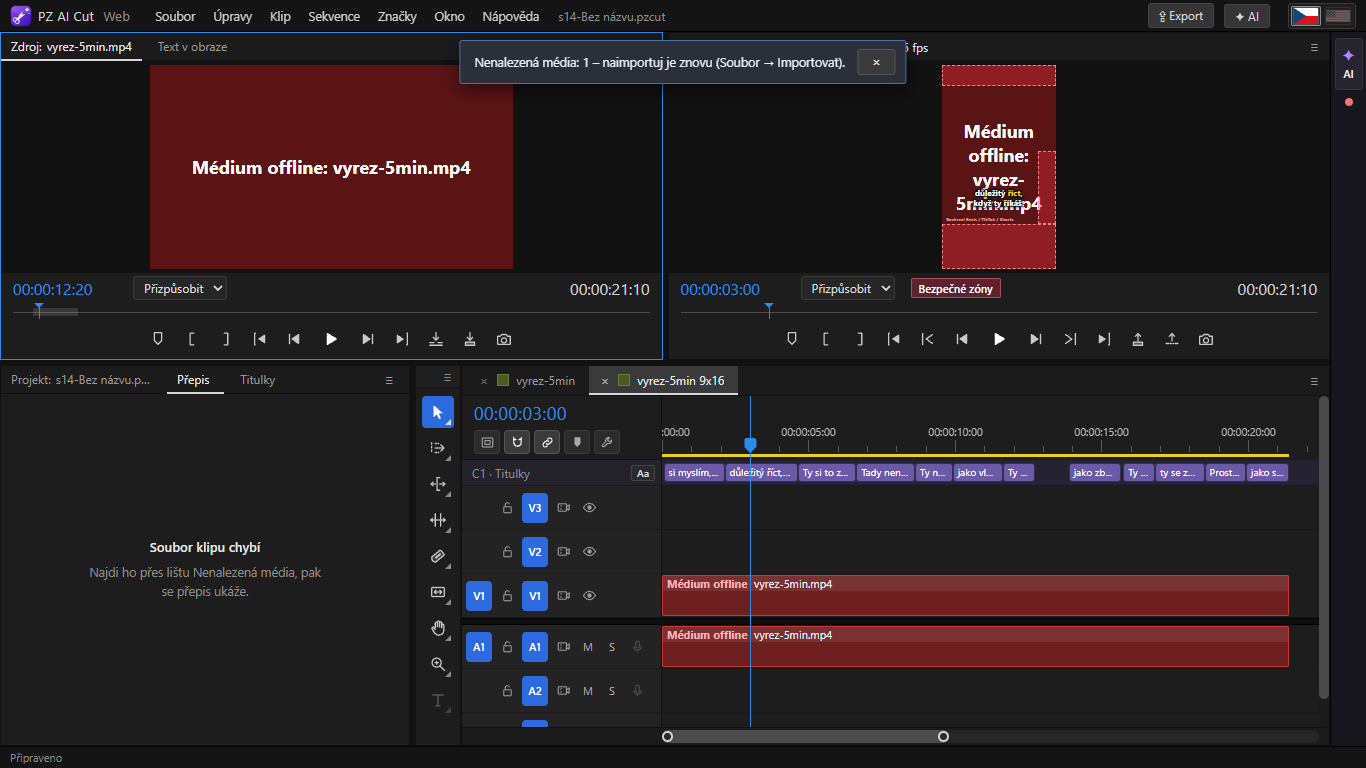 PZ AI Cut Web Soubor Úpravy Klip Sekvence Značky Okno Nápověda s14-Bez názvu.pzcut Export AI
Zdroj: vyrez-5min.mp4 Text v obraze
Nenalezená média: 1 – naimportuj je znovu (Soubor → Importovat). ×
fps
AI
Médium offline: vyrez-5min.mp4
Médium
offline:
vyrez-
5min.mp4
důležitý říct,
když ty říkáš:
00:00:12:20 Přizpůsobit 00:00:21:10
00:00:03:00 Přizpůsobit Bezpečné zóny 00:00:21:10
Projekt: s14-Bez názvu.p... Přepis Titulky
Soubor klipu chybí
Najdi ho přes lištu Nenalezená média, pak
se přepis ukáže.
× vyrez-5min × vyrez-5min 9x16
00:00:03:00
:00:00 00:00:05:00 00:00:10:00 00:00:15:00 00:00:20:00
C1 · Titulky Aa si myslím,... důležitý říct,... Ty si to z... Tady nen... Ty n... jako vl... Ty ... jako zb... Ty ... ty se z... Prost... jako s...
V3
V2
V1 V1 Médium offline vyrez-5min.mp4
A1 A1 M S Médium offline vyrez-5min.mp4
A2 M S
T
Připraveno